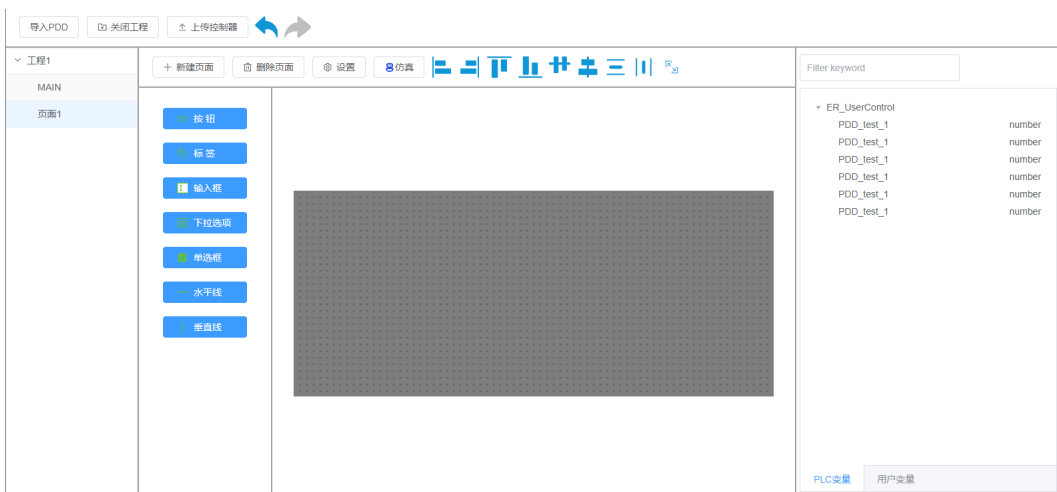 导入PDD 关闭工程 上传控制器
工程1
MAIN
页面1
新建页面 删除页面 设置 仿真
按钮
标签
输入框
下拉选项
单选框
水平线
垂直线
Filter keyword
ER_UserControl
PDD_test_1 number
PDD_test_1 number
PDD_test_1 number
PDD_test_1 number
PDD_test_1 number
PDD_test_1 number
PLC变量 用户变量